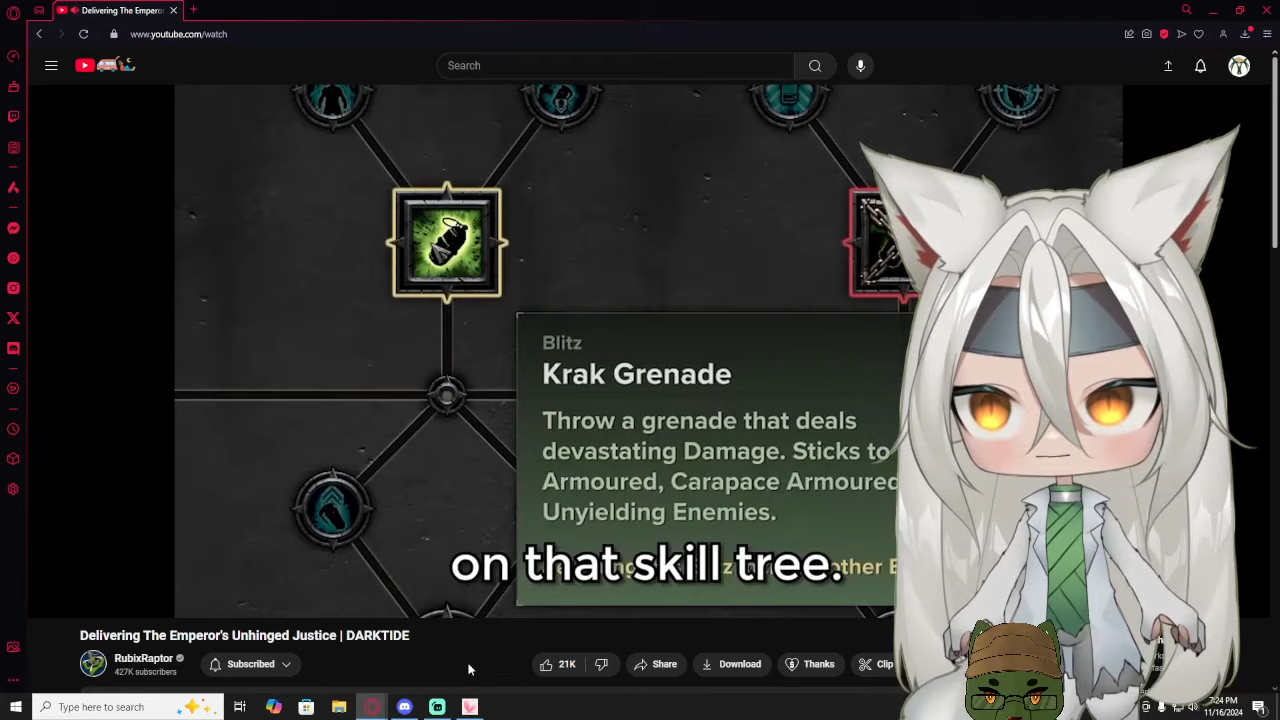 Delivering The Emperor
www.youtube.com/watch
Search
Blitz
Krak Grenade
Throw a grenade that deals
devastating Damage. Sticks to
Armoured, Carapace Armoured
Unyielding Enemies.
on that skill tree.
Delivering The Emperor's Unhinged Justice | DARKTIDE
RubixRaptor
427K subscribers
Subscribed
21K
Share
Download
Thanks
Clip
Type here to search
7:24 PM
11/16/2024